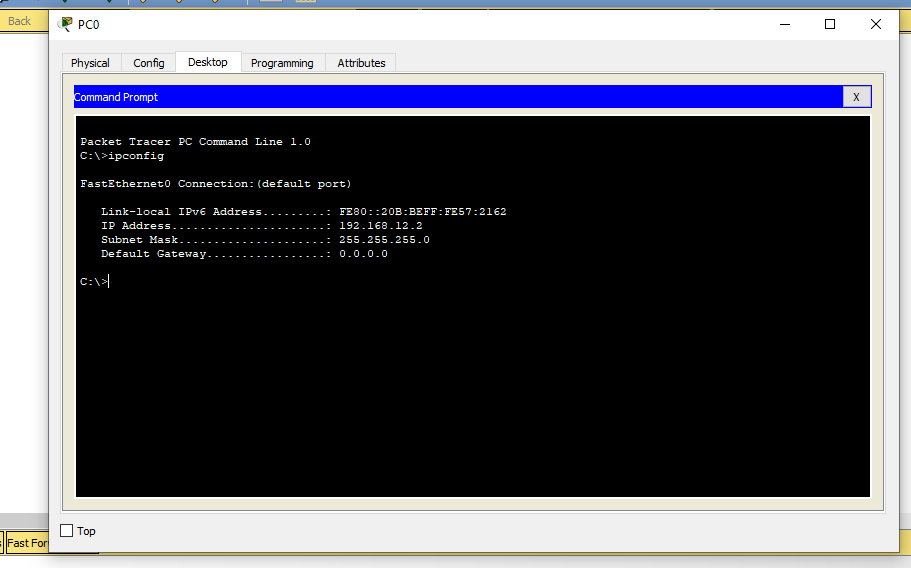 Back
PC0
Physical Config Desktop Programming Attributes
Command Prompt
X
Packet Tracer PC Command Line 1.0
C:\>ipconfig
FastEthernet0 Connection:(default port)
Link-local IPv6 Address.........: FE80::20B:BEFF:FE57:2162
IP Address......................: 192.168.12.2
Subnet Mask.....................: 255.255.255.0
Default Gateway.................: 0.0.0.0
C:\>
Top
Fast For